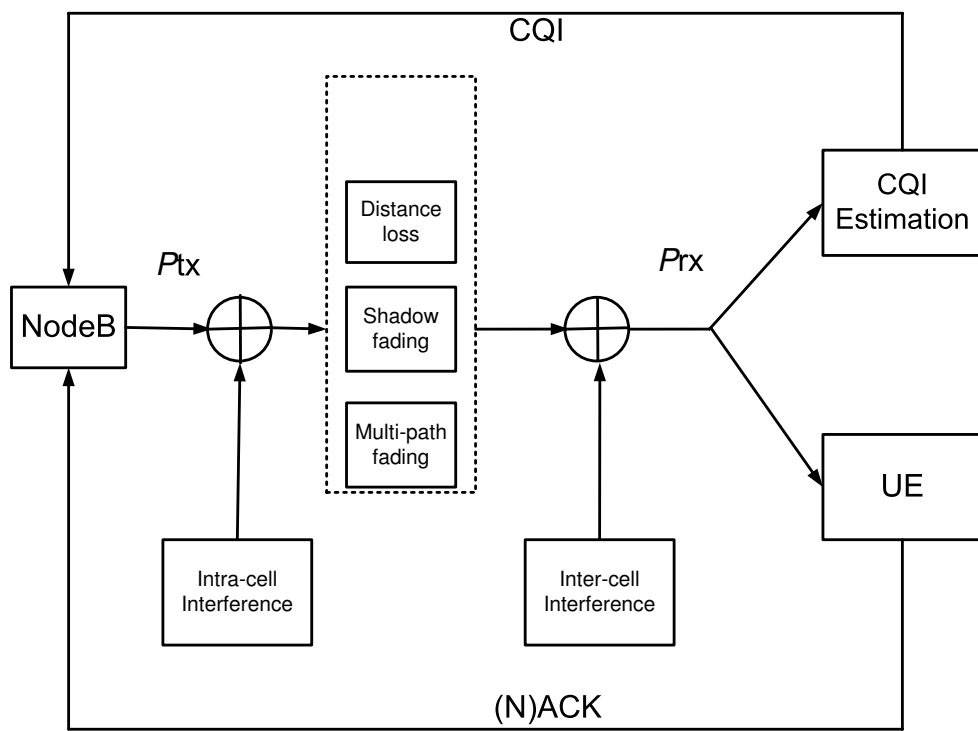 CQI
CQI
Estimation
Distance
loss
Ptx
Prx
NodeB
Shadow
fading
Multi-path
fading
UE
Intra-cell
Interference
Inter-cell
Interference
(N)ACK